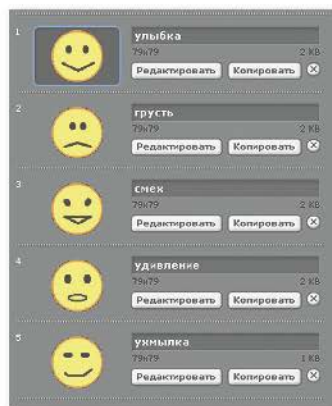 1
улыбка
79x79 2 KB
Редактировать Копировать
2
грусть
79x79 2 KB
Редактировать Копировать
3
смех
79x79 2 KB
Редактировать Копировать
4
удивление
79x79 2 KB
Редактировать Копировать
5
ухмылка
79x79 1 KB
Редактировать Копировать